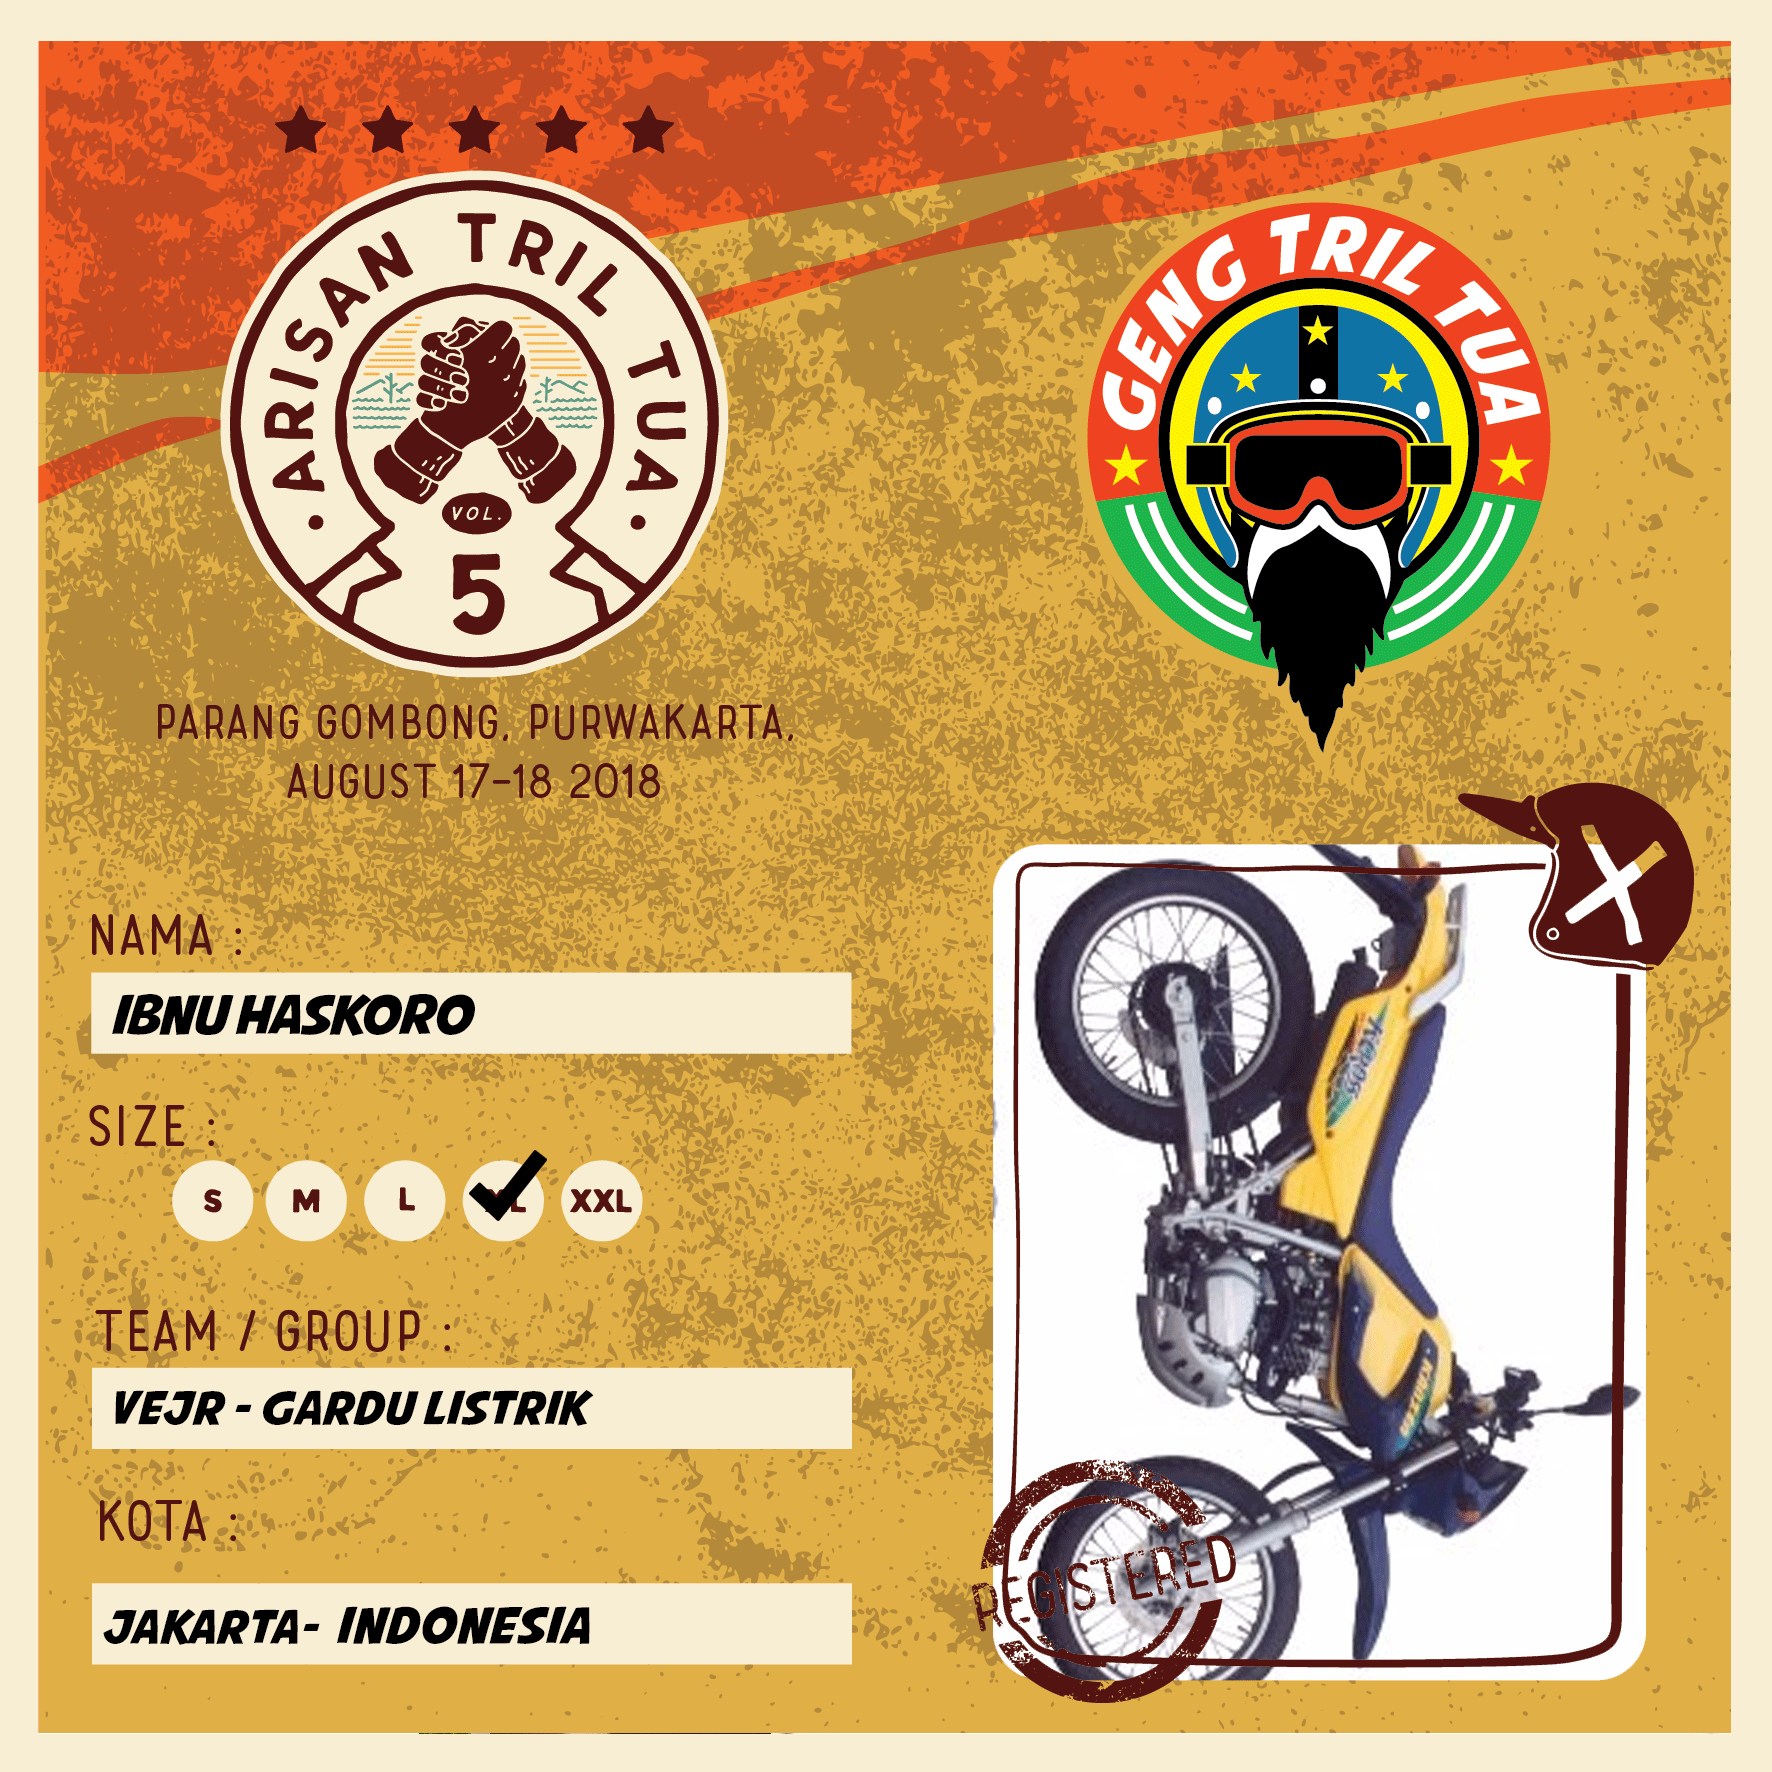 ARISAN TRIL TUA
VOL.
5
GENG TRIL TUA
PARANG GOMBONG, PURWAKARTA,
AUGUST 17-18 2018
NAMA :
IBNU HASKORO
SIZE :
S M L XL XXL
TEAM / GROUP :
VEJR - GARDU LISTRIK
KOTA :
JAKARTA- INDONESIA
REGISTERED